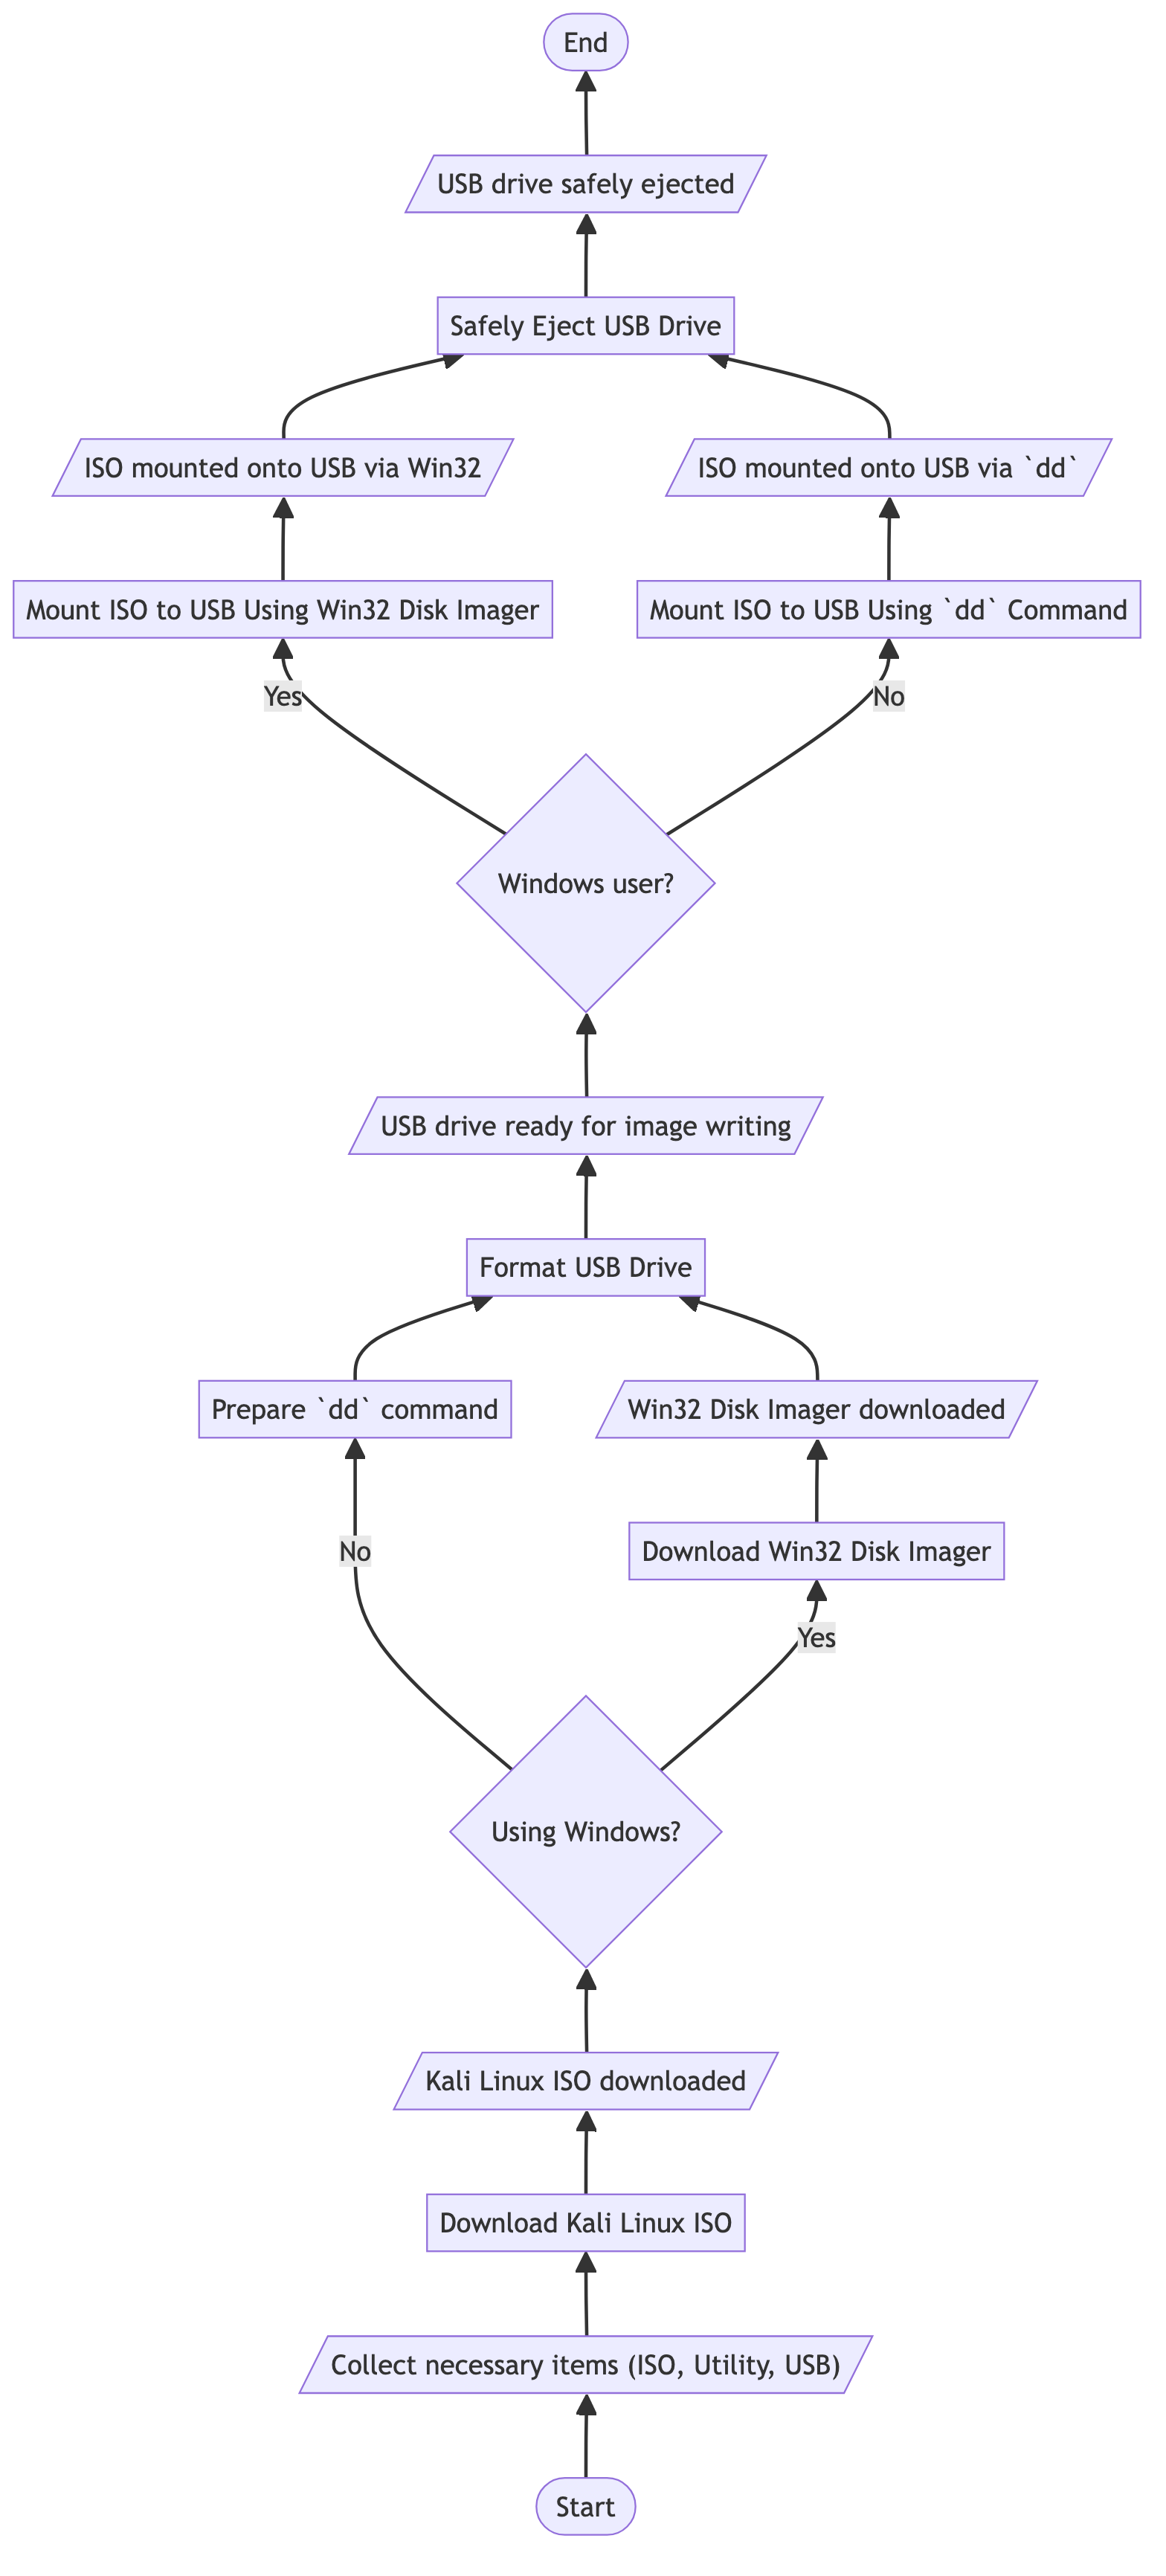 End
USB drive safely ejected
Safely Eject USB Drive
ISO mounted onto USB via Win32
ISO mounted onto USB via `dd`
Mount ISO to USB Using Win32 Disk Imager
Mount ISO to USB Using `dd` Command
Yes
No
Windows user?
USB drive ready for image writing
Format USB Drive
Prepare `dd` command
Win32 Disk Imager downloaded
No
Download Win32 Disk Imager
Yes
Using Windows?
Kali Linux ISO downloaded
Download Kali Linux ISO
Collect necessary items (ISO, Utility, USB)
Start